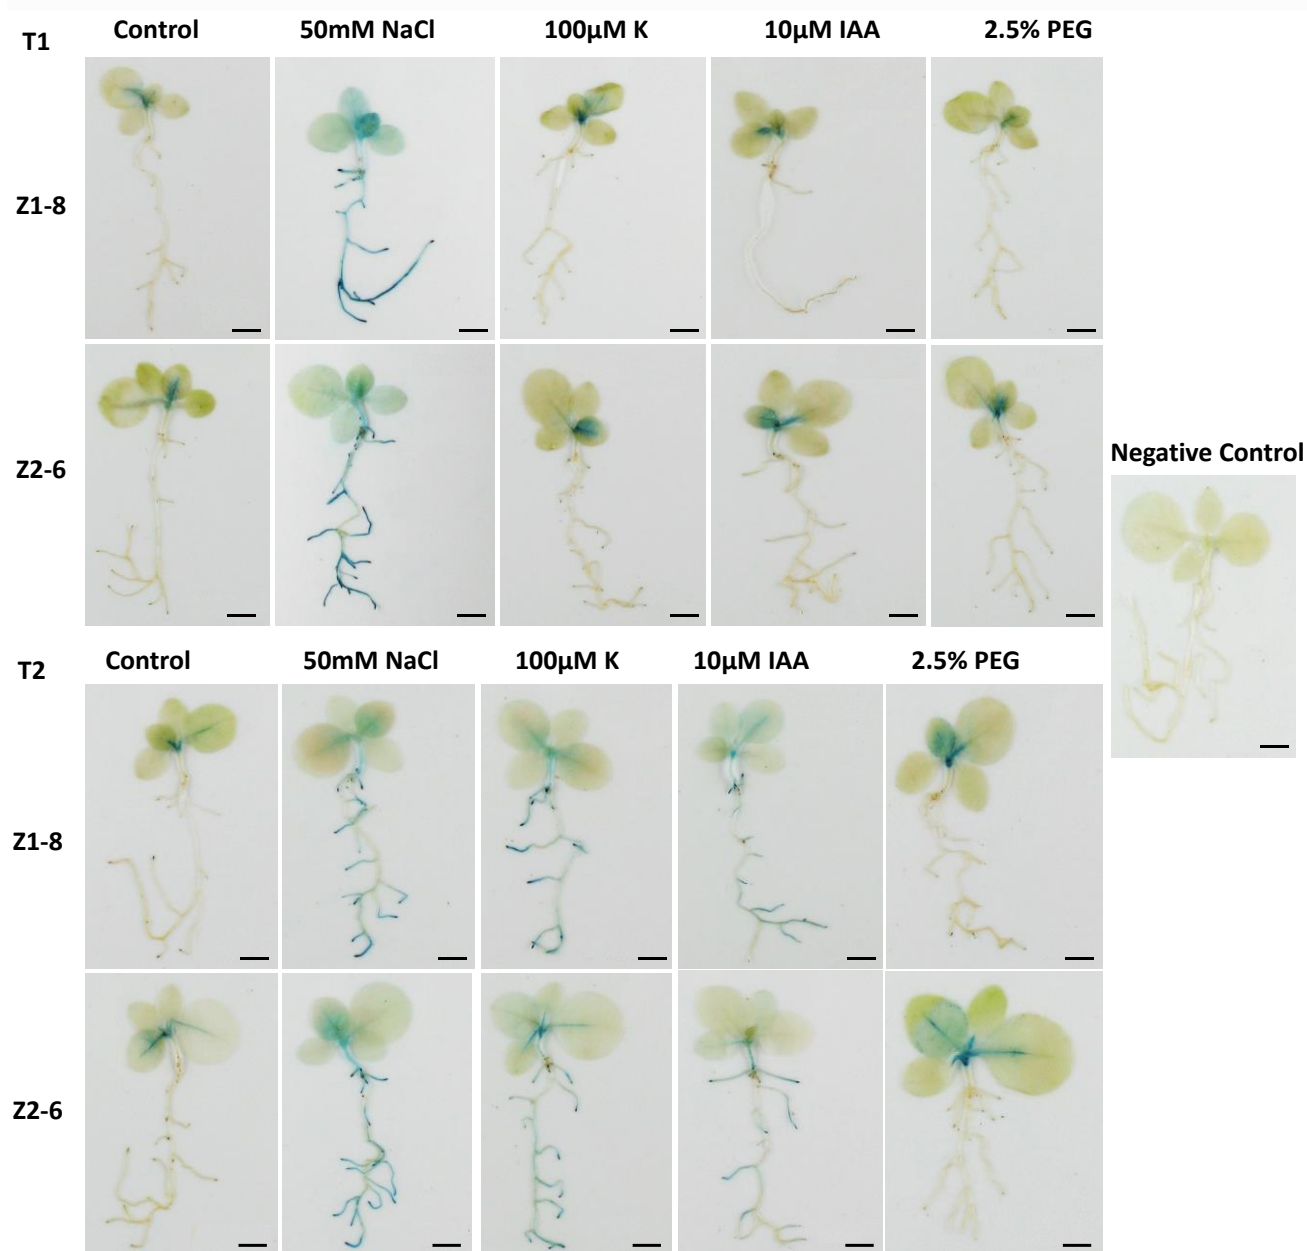 T1 Control 50mM NaCl 100μM K 10μM IAA 2.5% PEG
Z1-8
Z2-6
Negative Control
T2 Control 50mM NaCl 100μM K 10μM IAA 2.5% PEG
Z1-8
Z2-6